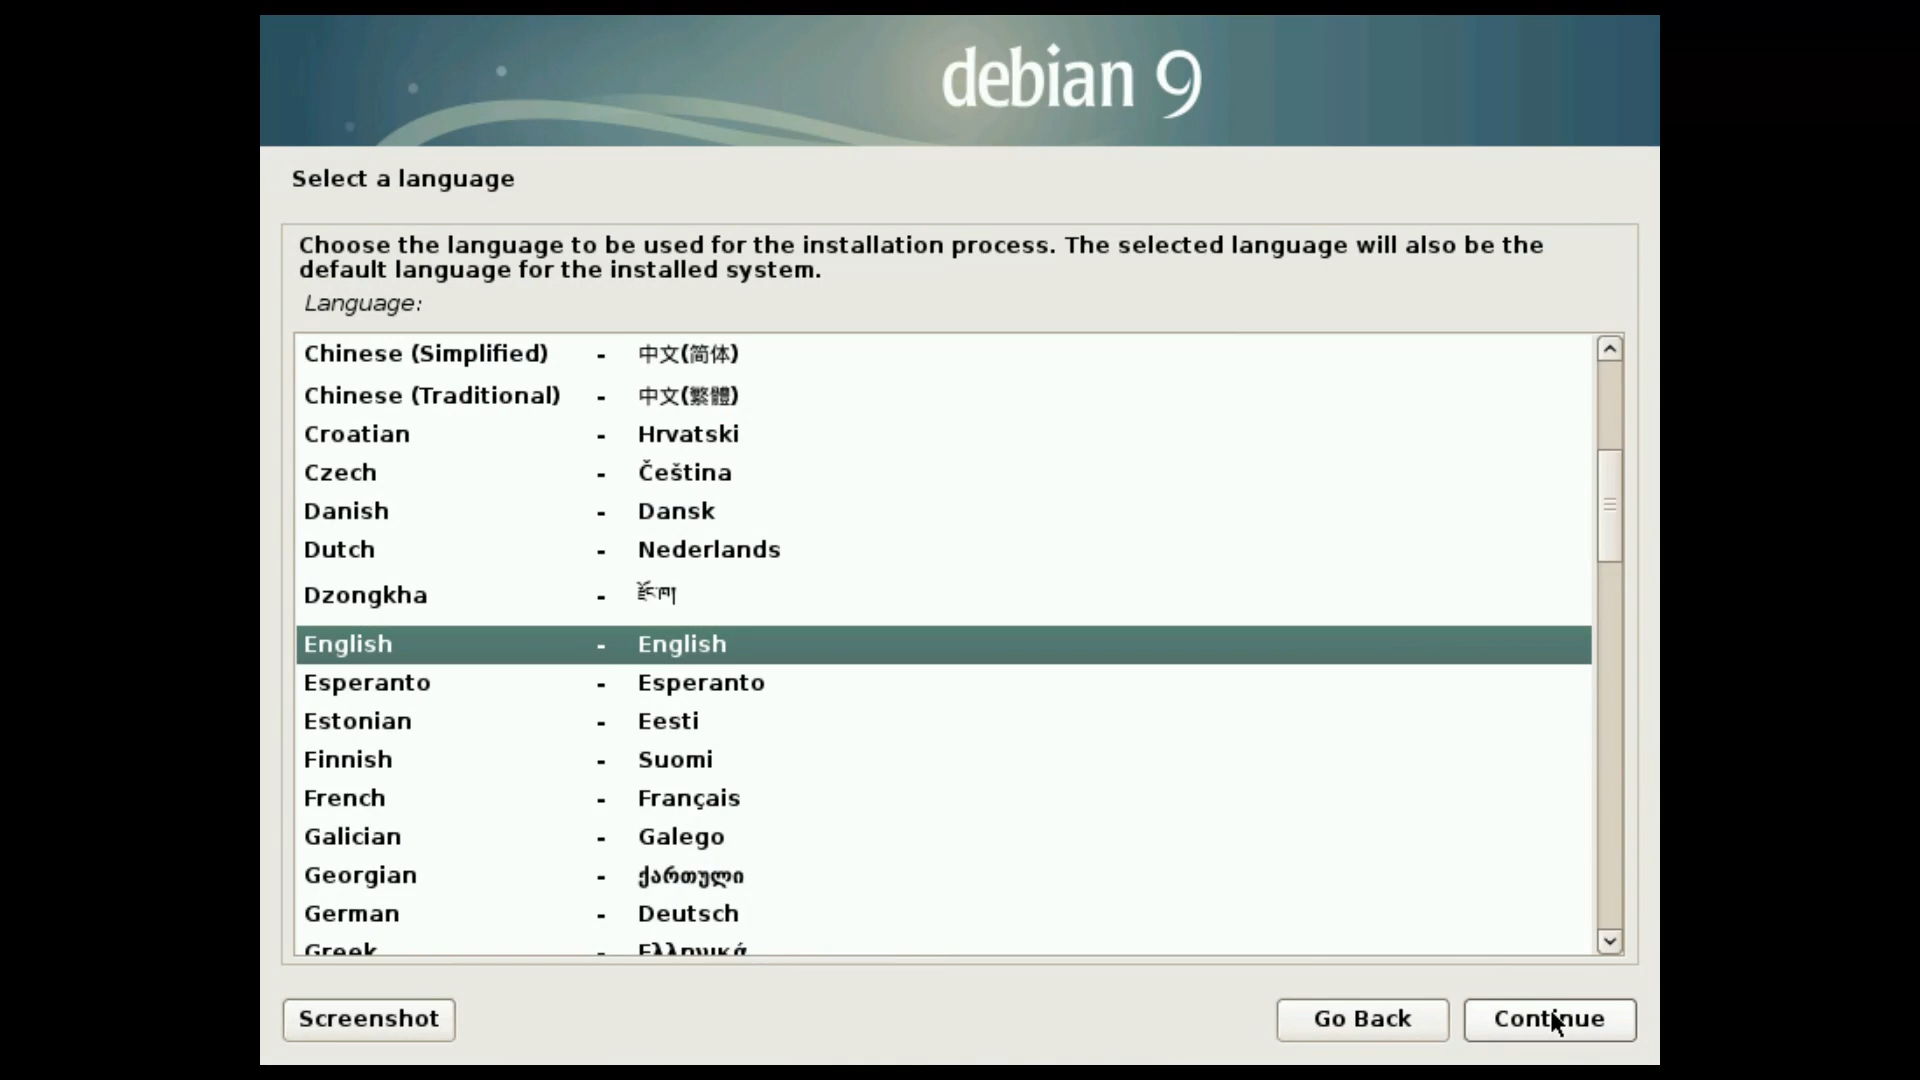 debian 9
Select a language
Choose the language to be used for the installation process. The selected language will also be the
default language for the installed system.
Language:
Chinese (Simplified) - 中文(简体)
Chinese (Traditional) - 中文(繁體)
Croatian - Hrvatski
Czech - Čeština
Danish - Dansk
Dutch - Nederlands
Dzongkha - རྫོང་ཁ།
English - English
Esperanto - Esperanto
Estonian - Eesti
Finnish - Suomi
French - Français
Galician - Galego
Georgian - ქართული
German - Deutsch
Greek - Ελληνικά
Screenshot Go Back Continue